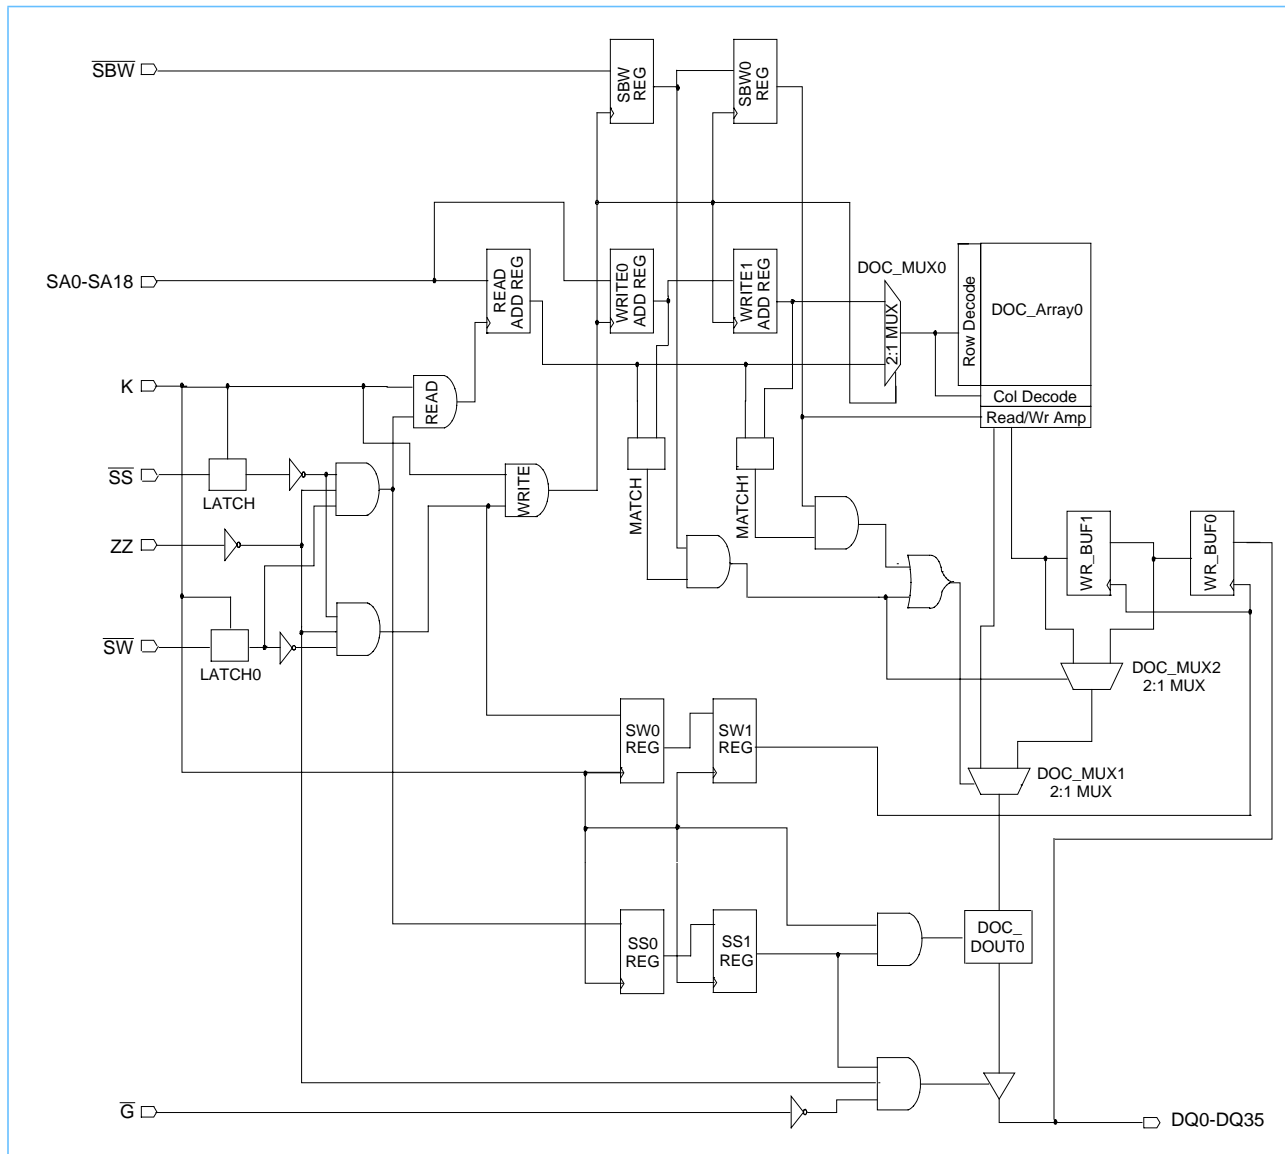 SBW
SBW
REG
SBW0
REG
SA0-SA18
READ
ADD REG
WRITE0
ADD REG
WRITE1
ADD REG
DOC_MUX0
2:1 MUX
Row Decode
DOC_Array0
Col Decode
Read/Wr Amp
K
READ
SS
LATCH
WRITE
MATCH
MATCH1
ZZ
WR_BUF1
WR_BUF0
SW
LATCH0
DOC_MUX2
2:1 MUX
SW0
REG
SW1
REG
DOC_MUX1
2:1 MUX
SS0
REG
SS1
REG
DOC_
DOUT0
G
DQ0-DQ35